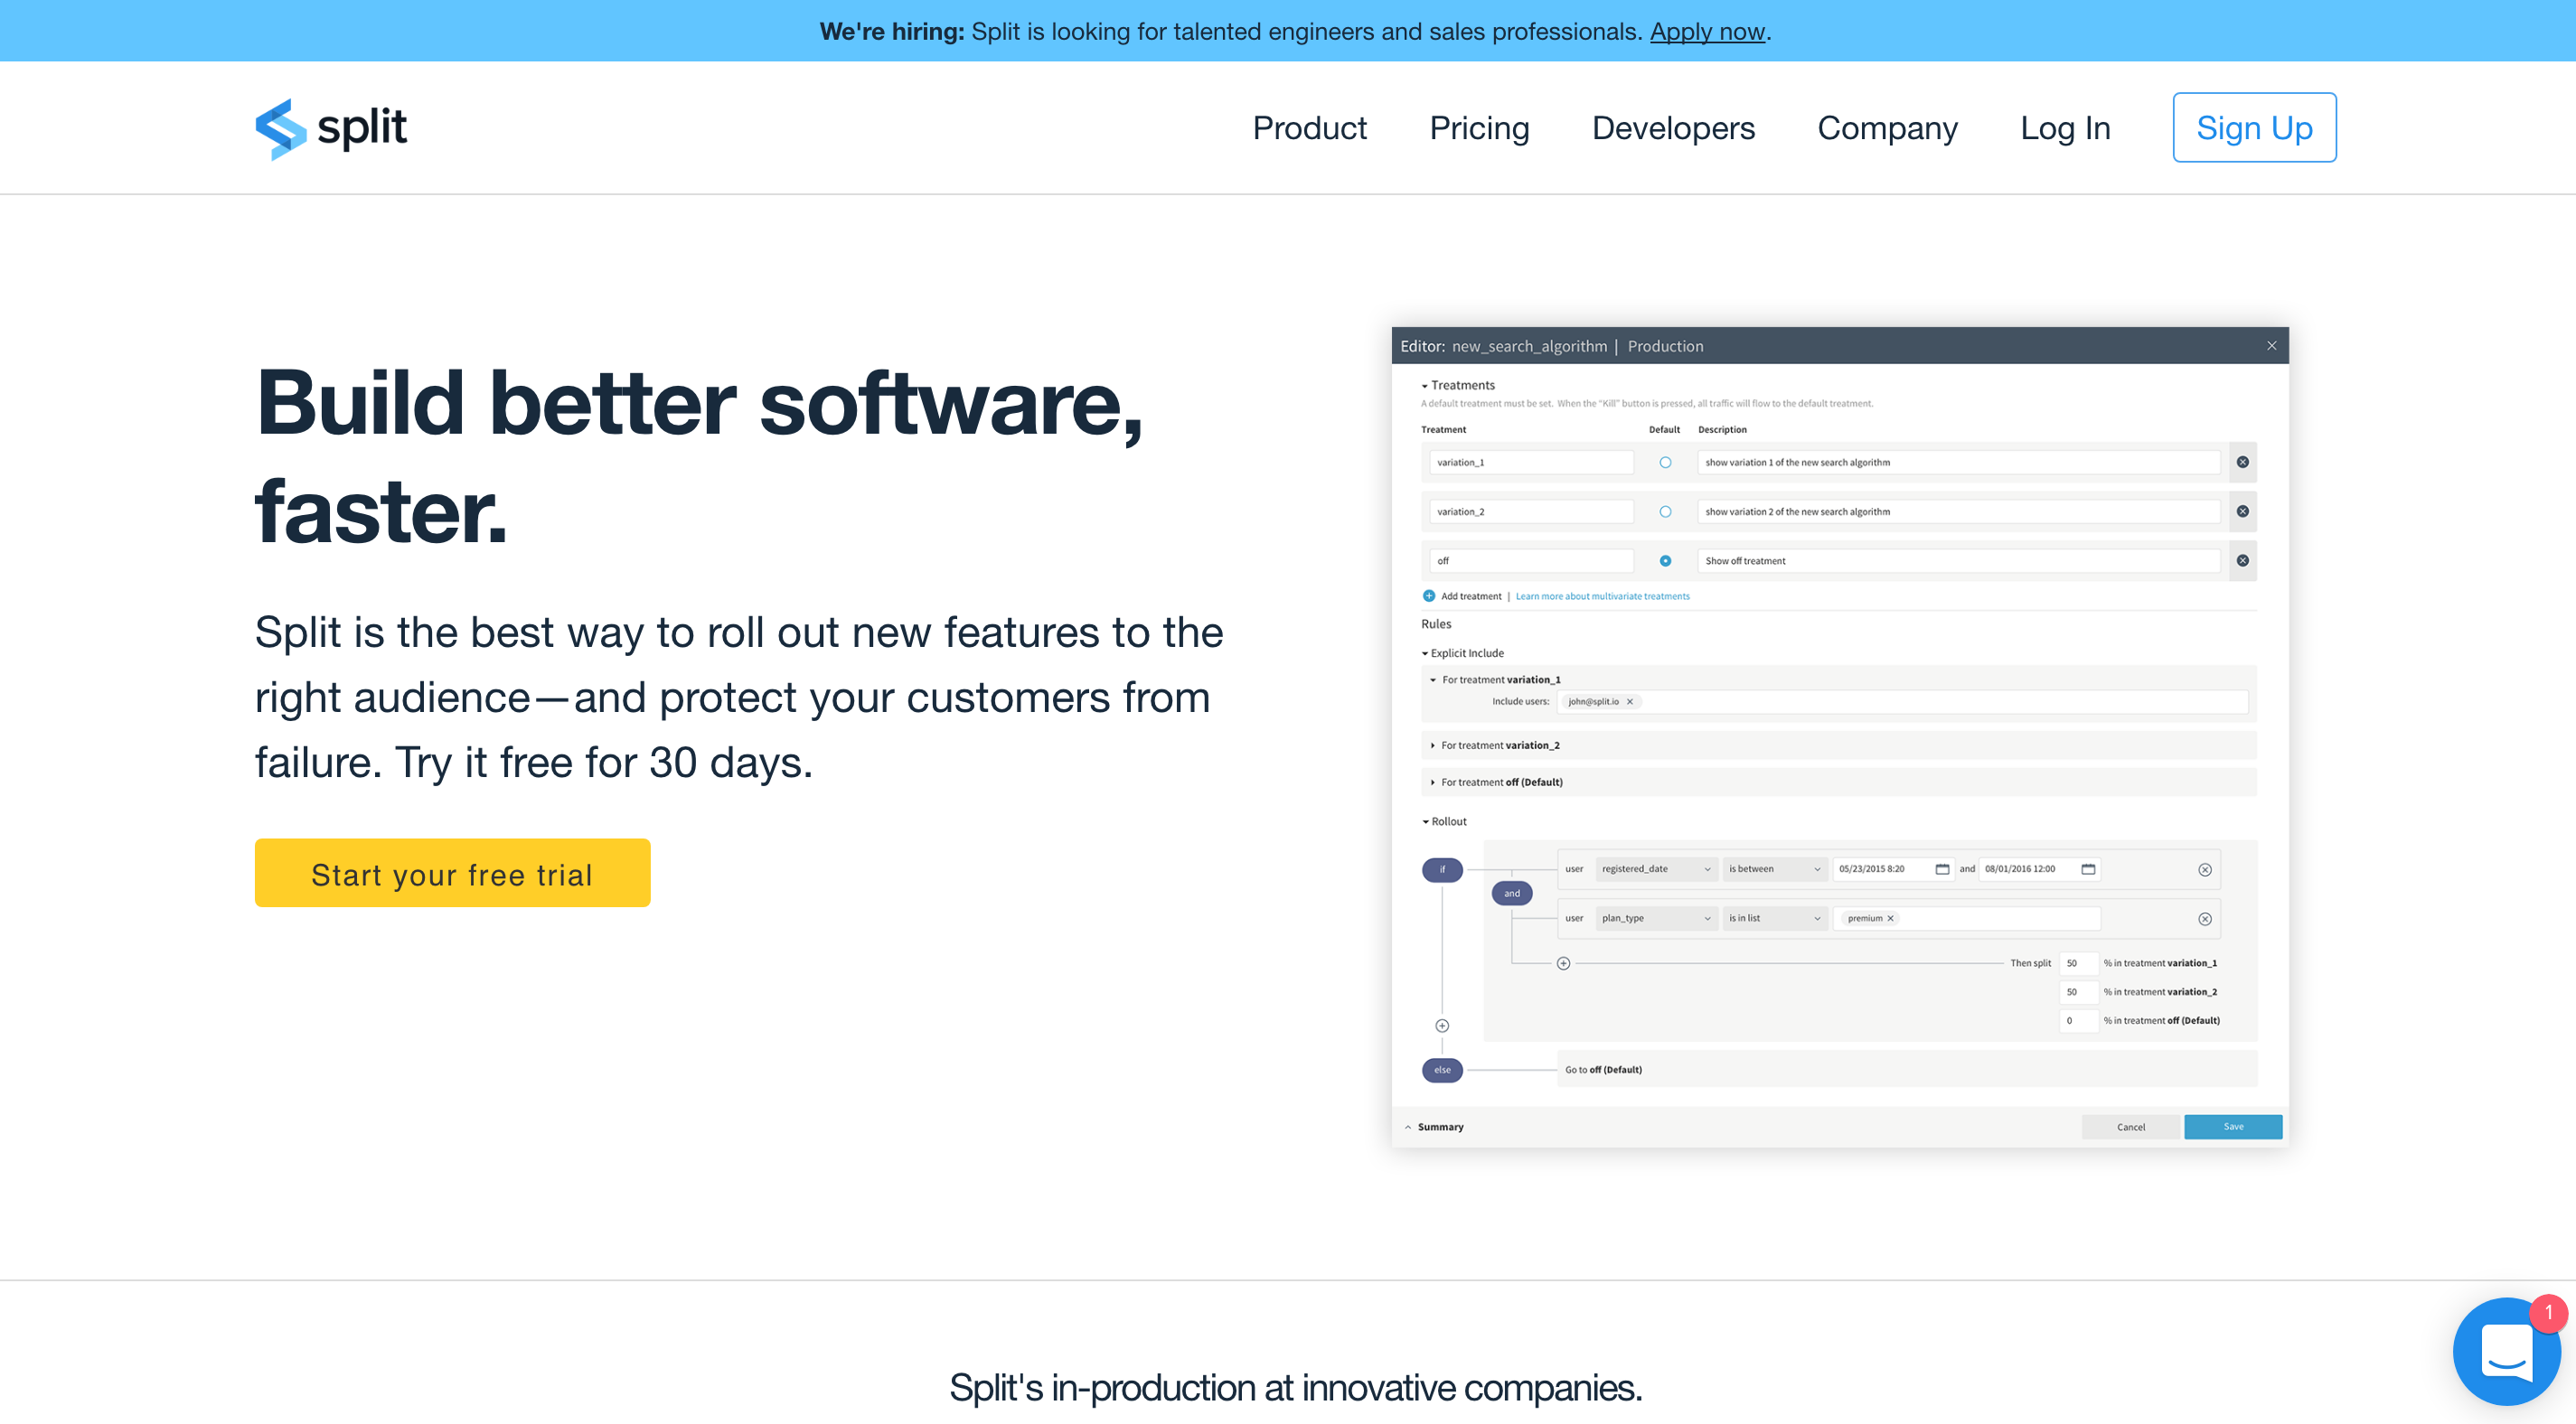 We're hiring: Split is looking for talented engineers and sales professionals. Apply now.
split
Product
Pricing
Developers
Company
Log In
Sign Up
Build better software,
faster.
Split is the best way to roll out new features to the
right audience—and protect your customers from
failure. Try it free for 30 days.
Start your free trial
Editor: new_search_algorithm | Production
Treatments
A default treatment must be set. When the “Kill” button is pressed, all traffic will flow to the default treatment.
Treatment Default Description
variation_1 show variation 1 of the new search algorithm
variation_2 show variation 2 of the new search algorithm
off Show off treatment
Add treatment | Learn more about multivariate treatments
Rules
Explicit Include
For treatment variation_1
Include users: john@split.io
For treatment variation_2
For treatment off (Default)
Rollout
if user registered_date is between 05/23/2015 8:20 and 08/01/2016 12:00
and
user plan_type is in list premium
Then split 50 % in treatment variation_1
50 % in treatment variation_2
0 % in treatment off (Default)
else Go to off (Default)
Summary Cancel Save
1
Split's in-production at innovative companies.